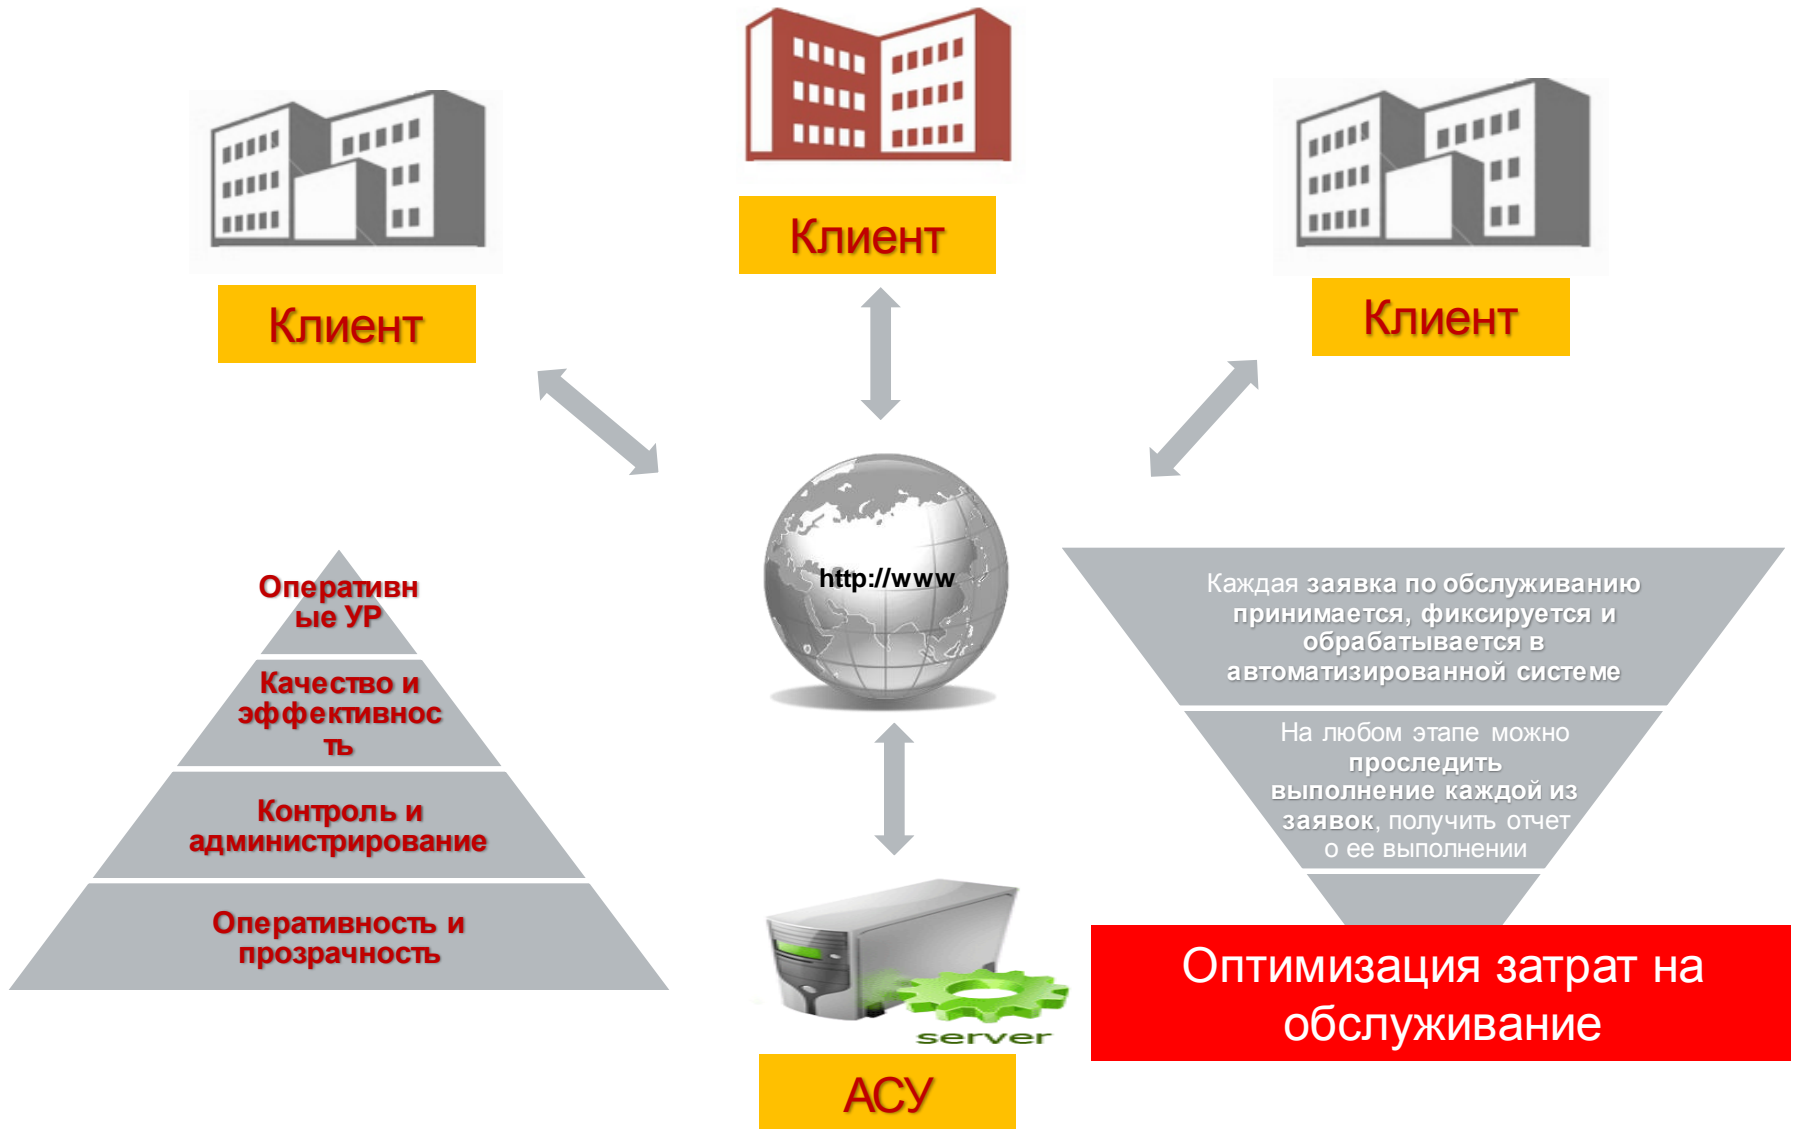 Клиент
Клиент
Клиент
http://www
Оперативн
ые УР
Качество и
эффективнос
ть
Контроль и
администрирование
Оперативность и
прозрачность
Каждая заявка по обслуживанию
принимается, фиксируется и
обрабатывается в
автоматизированной системе
На любом этапе можно
проследить
выполнение каждой из
заявок, получить отчет
о ее выполнении
Оптимизация затрат на
обслуживание
server
АСУ